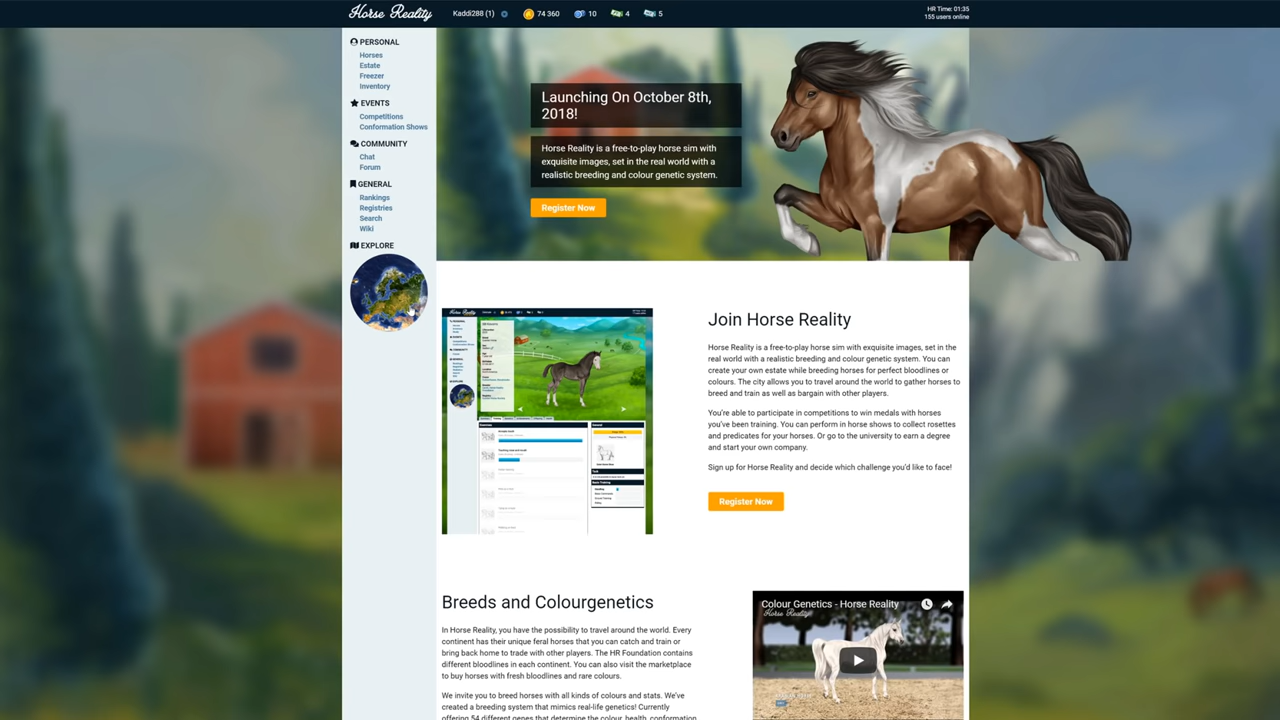 Horse Reality
Kaddi288 (1)
74 360
10
4
5
HR Time: 01:35
155 users online
PERSONAL
Horses
Estate
Freezer
Inventory
EVENTS
Competitions
Conformation Shows
COMMUNITY
Chat
Forum
GENERAL
Rankings
Registries
Search
Wiki
EXPLORE
Launching On October 8th,
2018!
Horse Reality is a free-to-play horse sim with
exquisite images, set in the real world with a
realistic breeding and colour genetic system.
Register Now
Join Horse Reality
Horse Reality is a free-to-play horse sim with exquisite images, set in the
real world with a realistic breeding and colour genetic system. You can
create your own estate while breeding horses for perfect bloodlines or
colours. The city allows you to travel around the world to gather horses to
breed and train as well as bargain with other players.
You're able to participate in competitions to win medals with horses
you've been training. You can perform in horse shows to collect rosettes
and predicates for your horses. Or go to the university to earn a degree
and start your own company.
Sign up for Horse Reality and decide which challenge you'd like to face!
Register Now
Breeds and Colourgenetics
In Horse Reality, you have the possibility to travel around the world. Every
continent has their unique feral horses that you can catch and train or
bring back home to trade with other players. The HR Foundation contains
different bloodlines in each continent. You can also visit the marketplace
to buy horses with fresh bloodlines and rare colours.
We invite you to breed horses with all kinds of colours and stats. We've
created a breeding system that mimics real-life genetics! Currently
offering 54 different genes that determine the colour, health, conformation
Colour Genetics - Horse Reality
Horse Reality